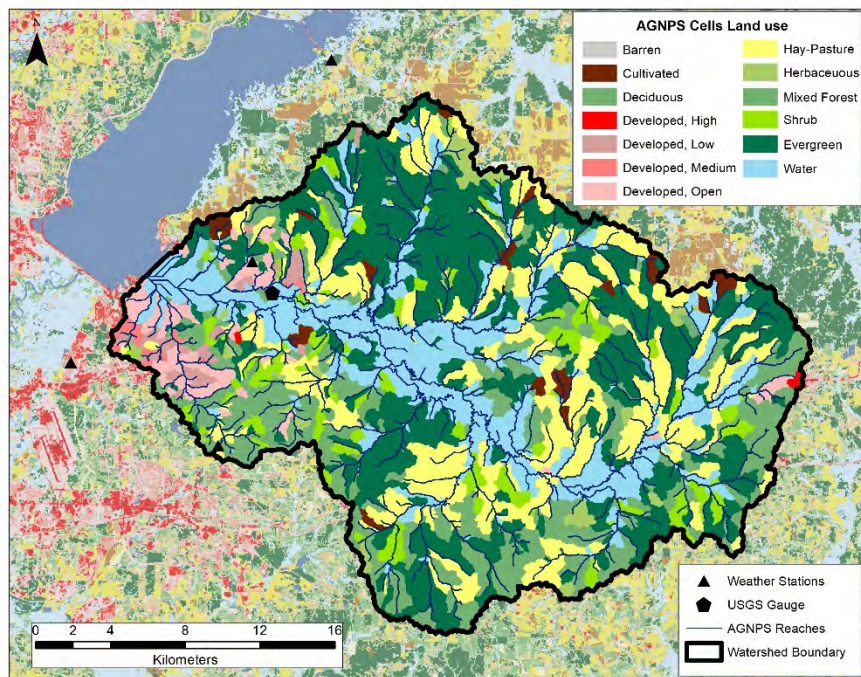 N
AGNPS Cells Land use
Barren
Cultivated
Deciduous
Developed, High
Developed, Low
Developed, Medium
Developed, Open
Hay-Pasture
Herbaceuous
Mixed Forest
Shrub
Evergreen
Water
Weather Stations
USGS Gauge
AGNPS Reaches
Watershed Boundary
0 2 4 8 12 16
Kilometers